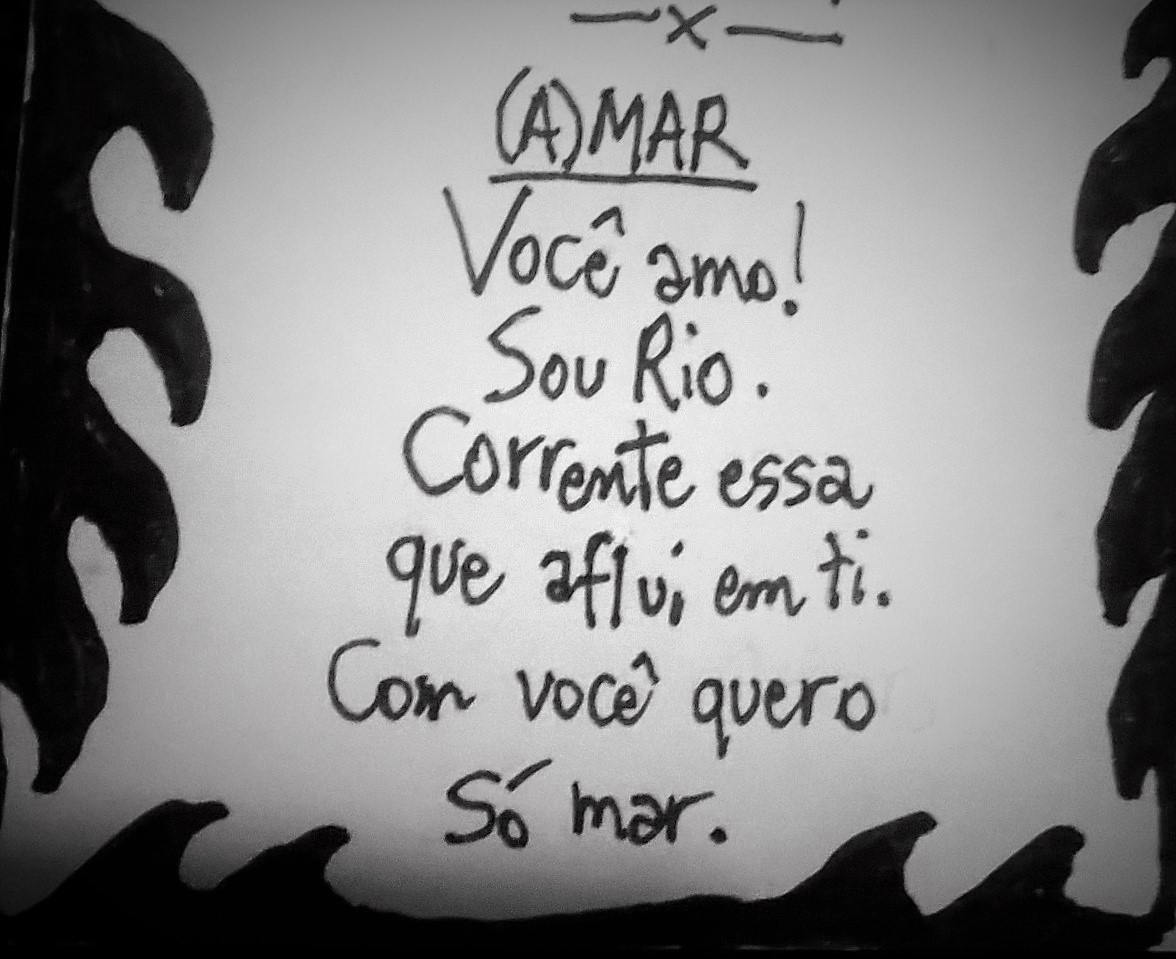 —x—
(A)MAR
Você amo!
Sou Rio.
Corrente essa
que aflui em ti.
Com você quero
Só mar.